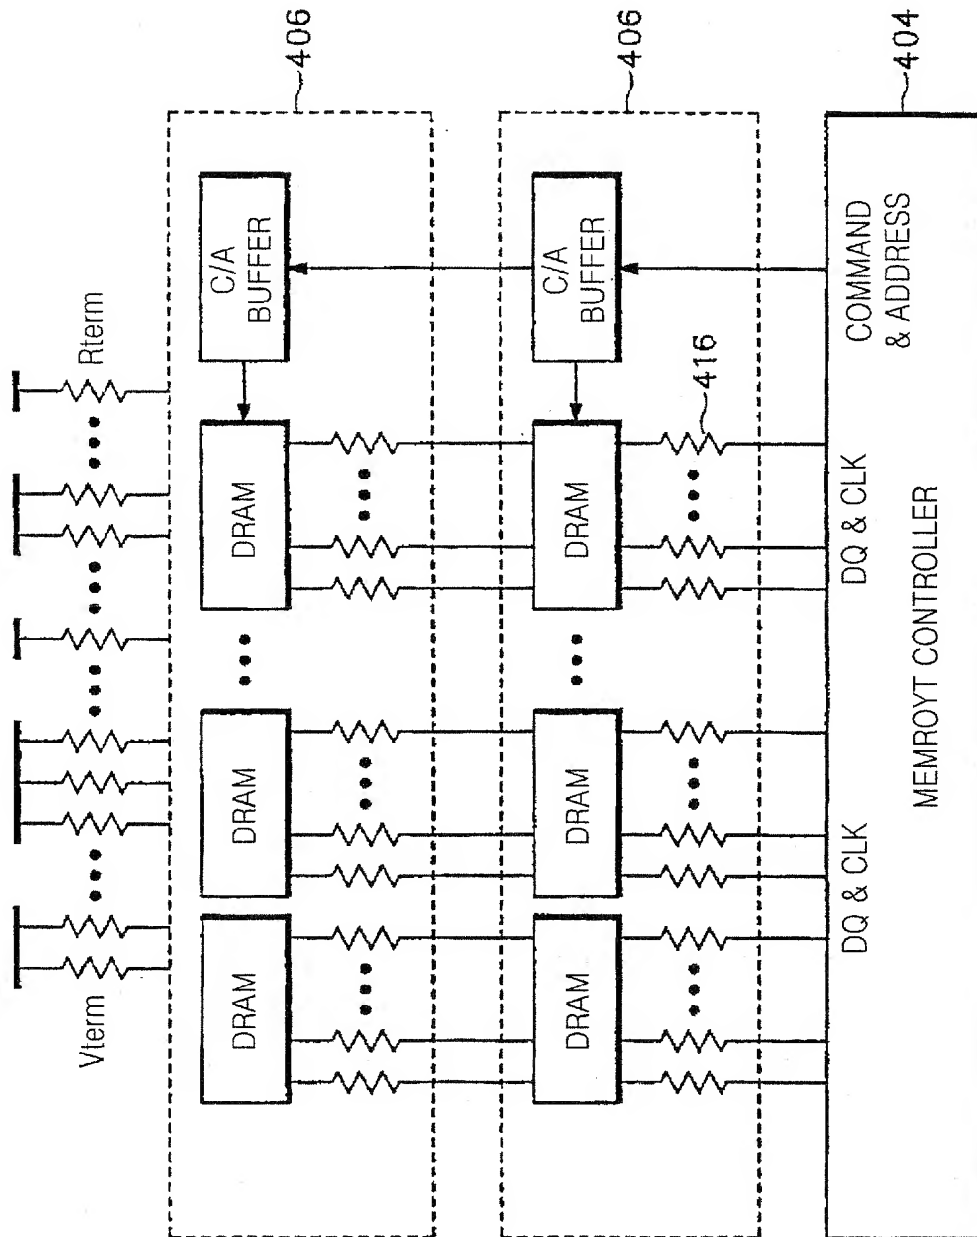 406
406
404
Rterm
Vterm
C/A
BUFFER
DRAM
DRAM
DRAM
C/A
BUFFER
416
DRAM
DRAM
DRAM
COMMAND
& ADDRESS
DQ & CLK
DQ & CLK
MEMROYT CONTROLLER